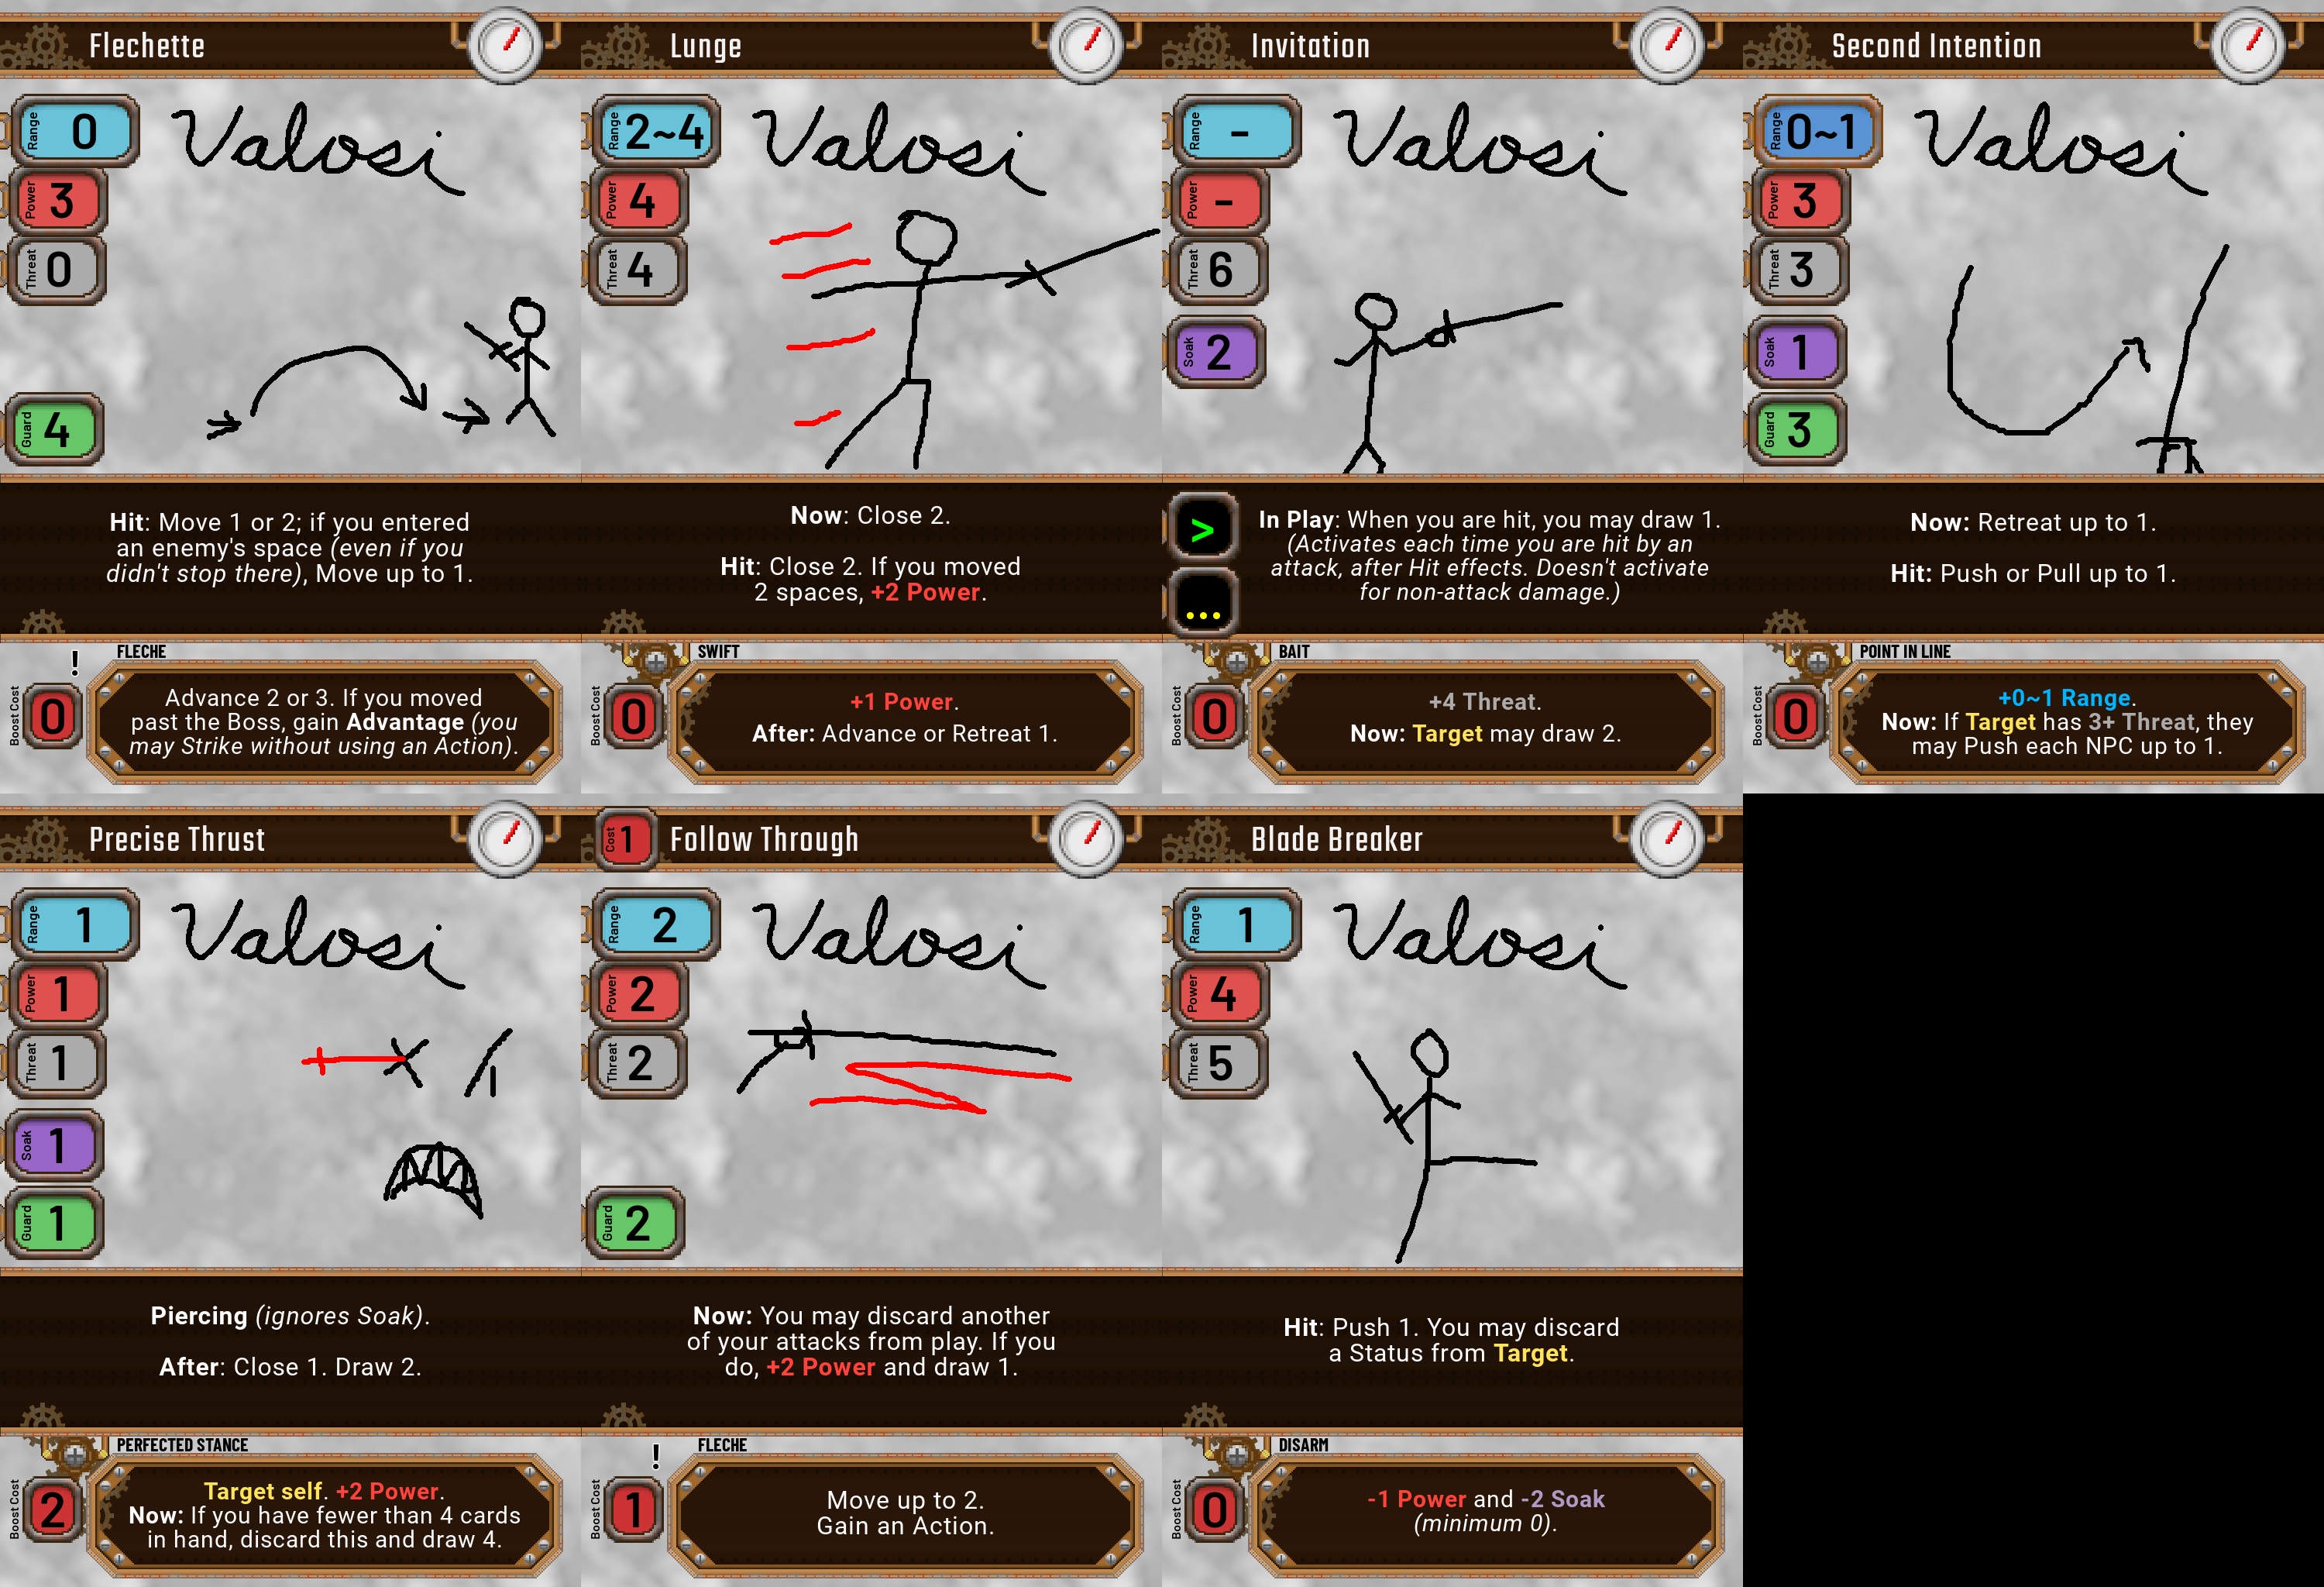 Flechette
Range 0
Valosi
Power 3
Threat 0
Guard 4
Hit: Move 1 or 2; if you entered
an enemy's space (even if you
didn't stop there), Move up to 1.
!
FLECHE
Boost Cost 0
Advance 2 or 3. If you moved
past the Boss, gain Advantage (you
may Strike without using an Action).
Lunge
Range 2~4
Valosi
Power 4
Threat 4
Now: Close 2.
Hit: Close 2. If you moved
2 spaces, +2 Power.
SWIFT
Boost Cost 0
+1 Power.
After: Advance or Retreat 1.
Invitation
Range -
Valosi
Power -
Threat 6
Soak 2
>
...
In Play: When you are hit, you may draw 1.
(Activates each time you are hit by an
attack, after Hit effects. Doesn't activate
for non-attack damage.)
BAIT
Boost Cost 0
+4 Threat.
Now: Target may draw 2.
Second Intention
Range 0~1
Valosi
Power 3
Threat 3
Soak 1
Guard 3
Now: Retreat up to 1.
Hit: Push or Pull up to 1.
POINT IN LINE
Boost Cost 0
+0~1 Range.
Now: If Target has 3+ Threat, they
may Push each NPC up to 1.
Precise Thrust
Range 1
Valosi
Power 1
Threat 1
Soak 1
Guard 1
Piercing (ignores Soak).
After: Close 1. Draw 2.
PERFECTED STANCE
Boost Cost 2
Target self. +2 Power.
Now: If you have fewer than 4 cards
in hand, discard this and draw 4.
Cost 1
Follow Through
Range 2
Valosi
Power 2
Threat 2
Guard 2
Now: You may discard another
of your attacks from play. If you
do, +2 Power and draw 1.
!
FLECHE
Boost Cost 1
Move up to 2.
Gain an Action.
Blade Breaker
Range 1
Valosi
Power 4
Threat 5
Hit: Push 1. You may discard
a Status from Target.
DISARM
Boost Cost 0
-1 Power and -2 Soak
(minimum 0).